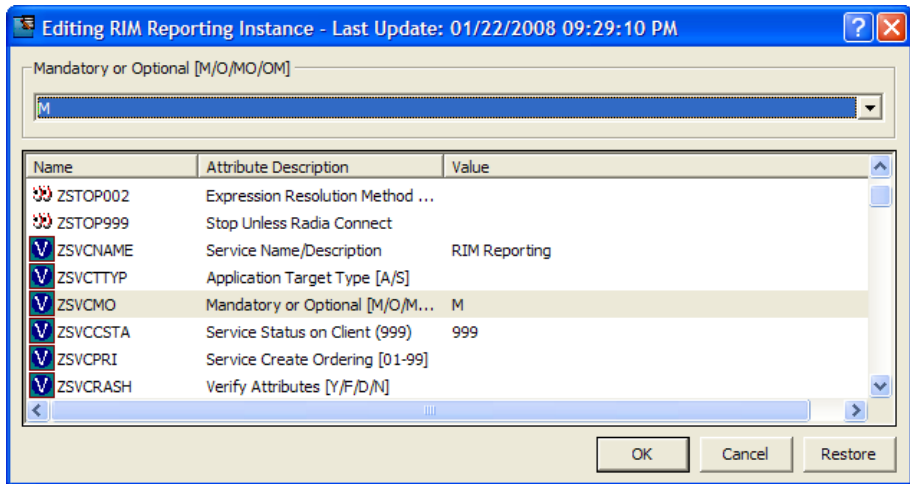 Editing RIM Reporting Instance - Last Update: 01/22/2008 09:29:10 PM
Mandatory or Optional [M/O/MO/OM]
M
Name Attribute Description Value
ZSTOP002 Expression Resolution Method ...
ZSTOP999 Stop Unless Radia Connect
ZSVCNAME Service Name/Description RIM Reporting
ZSVCTTYP Application Target Type [A/S]
ZSVCMO Mandatory or Optional [M/O/M... M
ZSVCCSTA Service Status on Client (999) 999
ZSVCPRI Service Create Ordering [01-99]
ZSVCRASH Verify Attributes [Y/F/D/N]
OK Cancel Restore